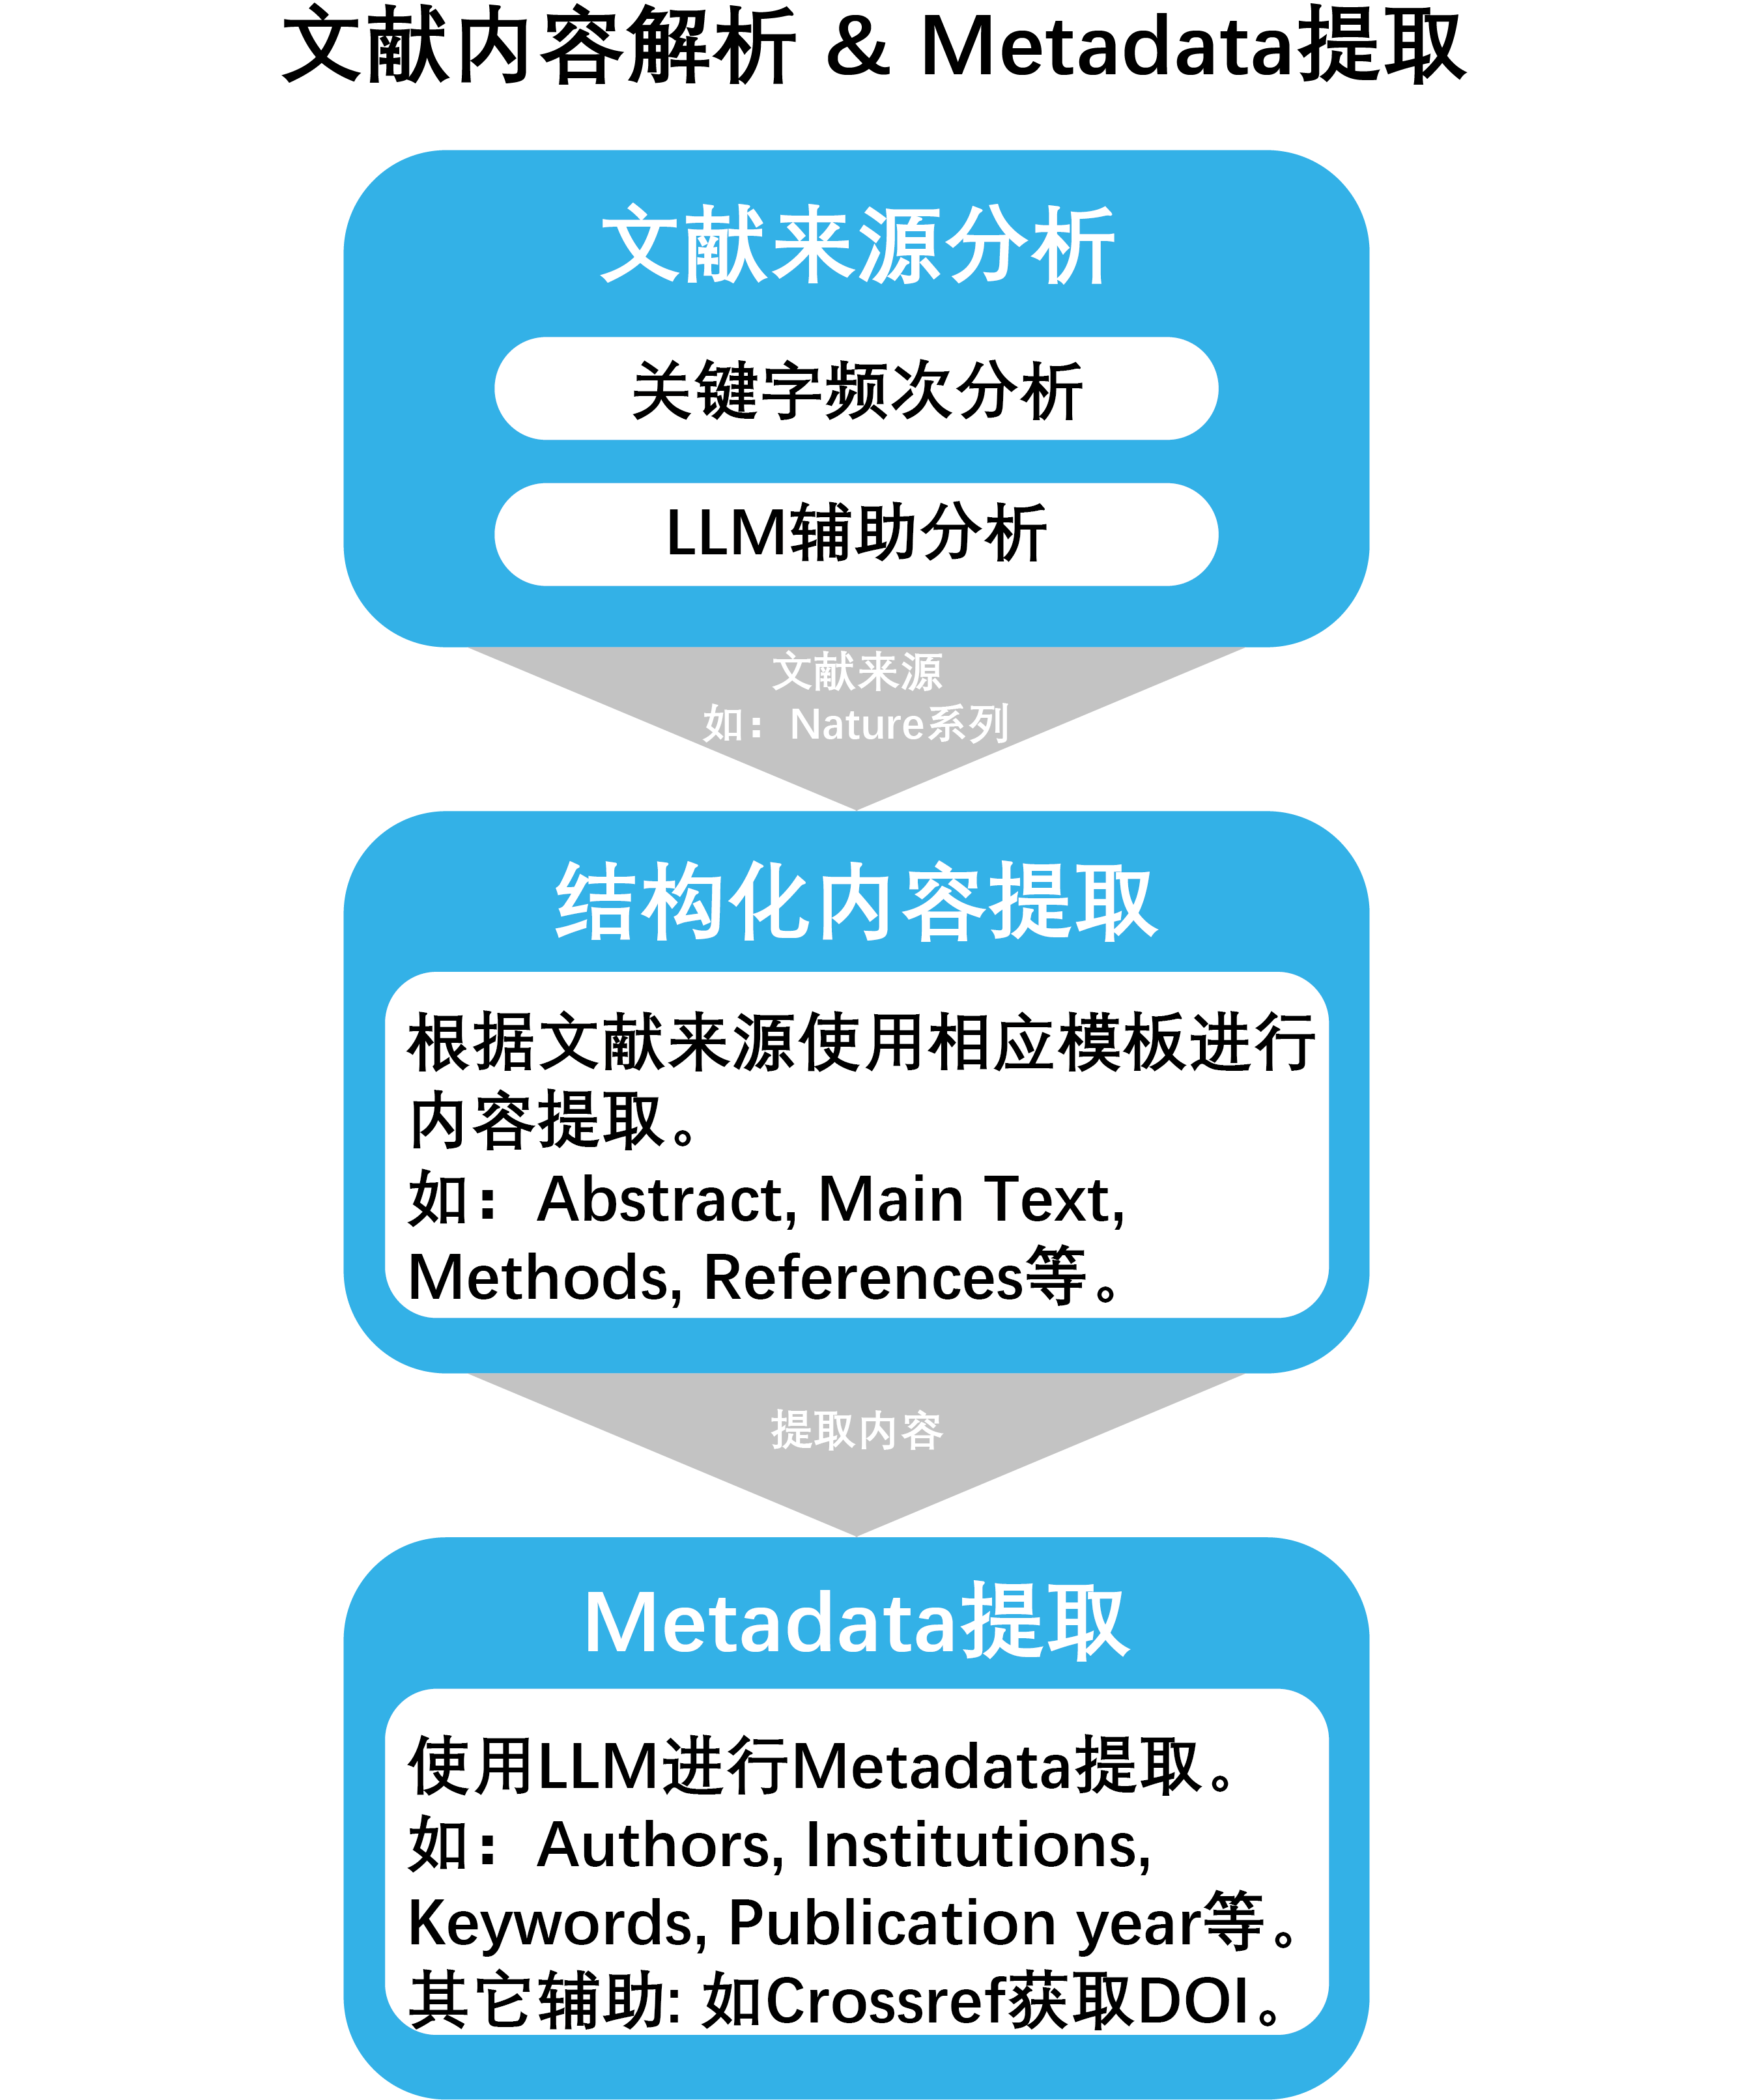 文献内容解析 & Metadata提取
文献来源分析
关键字频次分析
LLM辅助分析
文献来源
如：Nature系列
结构化内容提取
根据文献来源使用相应模板进行
内容提取。
如：Abstract, Main Text,
Methods, References等。
提取内容
Metadata提取
使用LLM进行Metadata提取。
如：Authors, Institutions,
Keywords, Publication year等。
其它辅助: 如Crossref获取DOI。